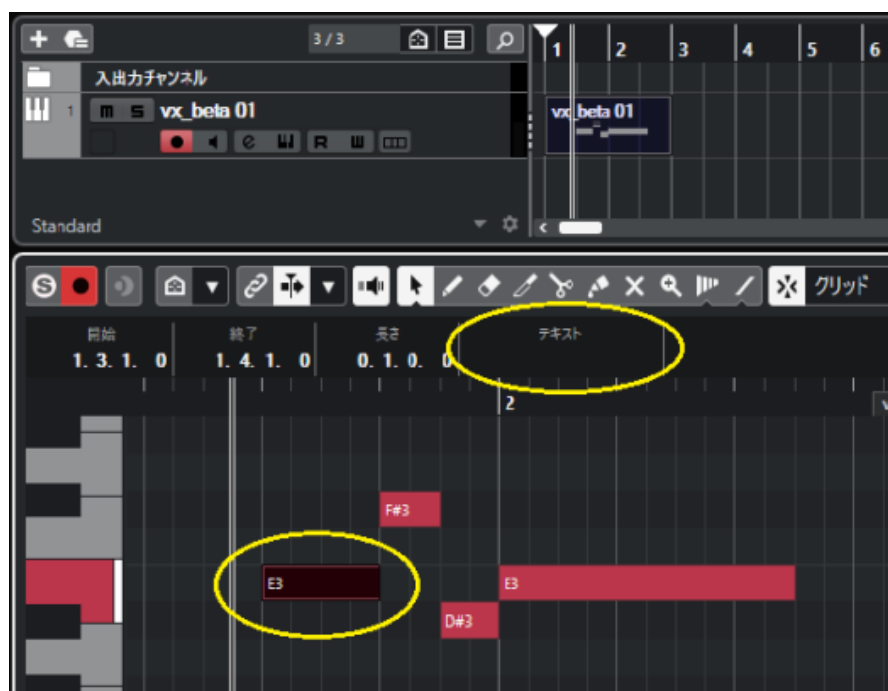 3/3
1 2 3 4 5 6
入出力チャンネル
1 m s vx_beta 01
e R W
vx_beta 01
Standard
S
グリッド
開始 終了 長さ テキスト
1. 3. 1. 0 1. 4. 1. 0 0. 1. 0. 0
2
F#3
E3 E3
D#3